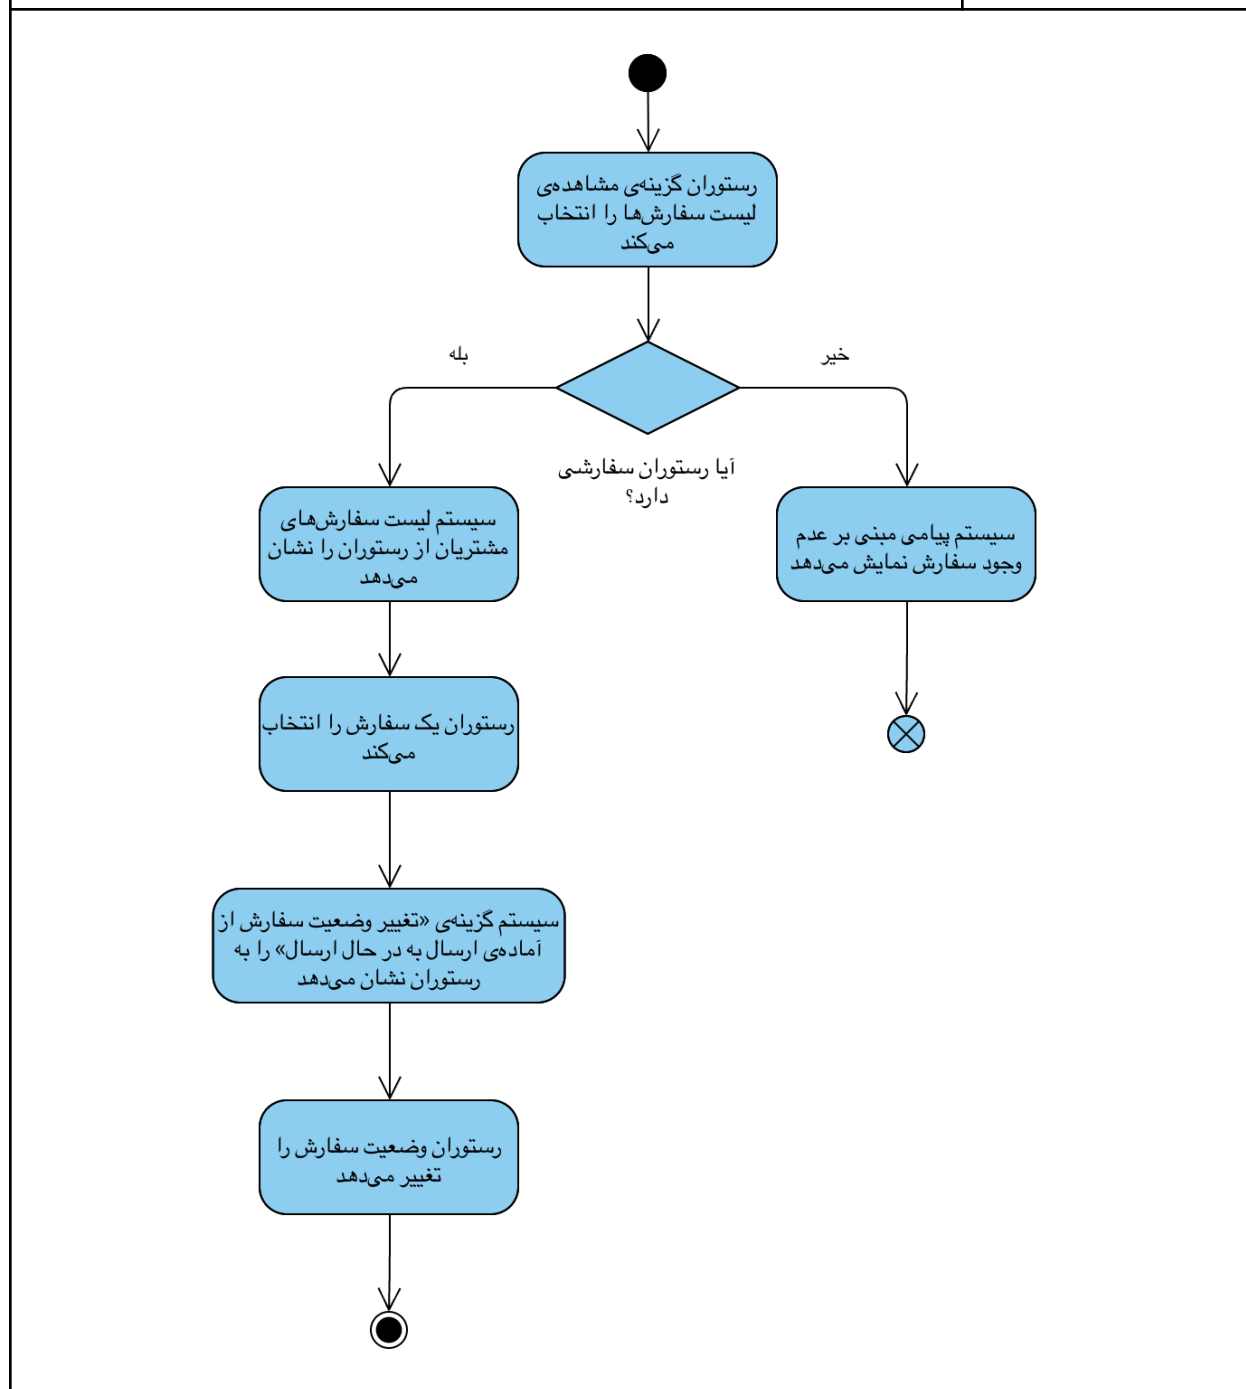 رستوران گزینه‌ی مشاهده‌ی
لیست سفارش‌ها را انتخاب
می‌کند
بله
خیر
آیا رستوران سفارشی
دارد؟
سیستم لیست سفارش‌های
مشتریان از رستوران را نشان
می‌دهد
سیستم پیامی مبنی بر عدم
وجود سفارش نمایش می‌دهد
رستوران یک سفارش را انتخاب
می‌کند
سیستم گزینه‌ی «تغییر وضعیت سفارش از
آماده‌ی ارسال به در حال ارسال» را به
رستوران نشان می‌دهد
رستوران وضعیت سفارش را
تغییر می‌دهد